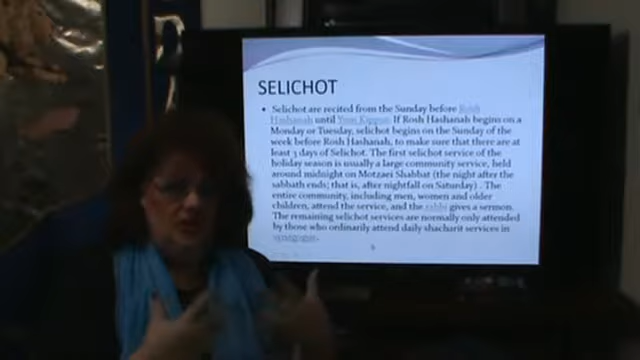 SELICHOT
• Selichot are recited from the Sunday before Rosh
Hashanah until Yom Kippur. If Rosh Hashanah begins on a
Monday or Tuesday, selichot begins on the Sunday of the
week before Rosh Hashanah, to make sure that there are at
least 3 days of Selichot. The first selichot service of the
holiday season is usually a large community service, held
around midnight on Motzaei Shabbat (the night after the
sabbath ends; that is, after nightfall on Saturday) . The
entire community, including men, women and older
children, attend the service, and the rabbi gives a sermon.
The remaining selichot services are normally only attended
by those who ordinarily attend daily shacharit services in
synagogue.